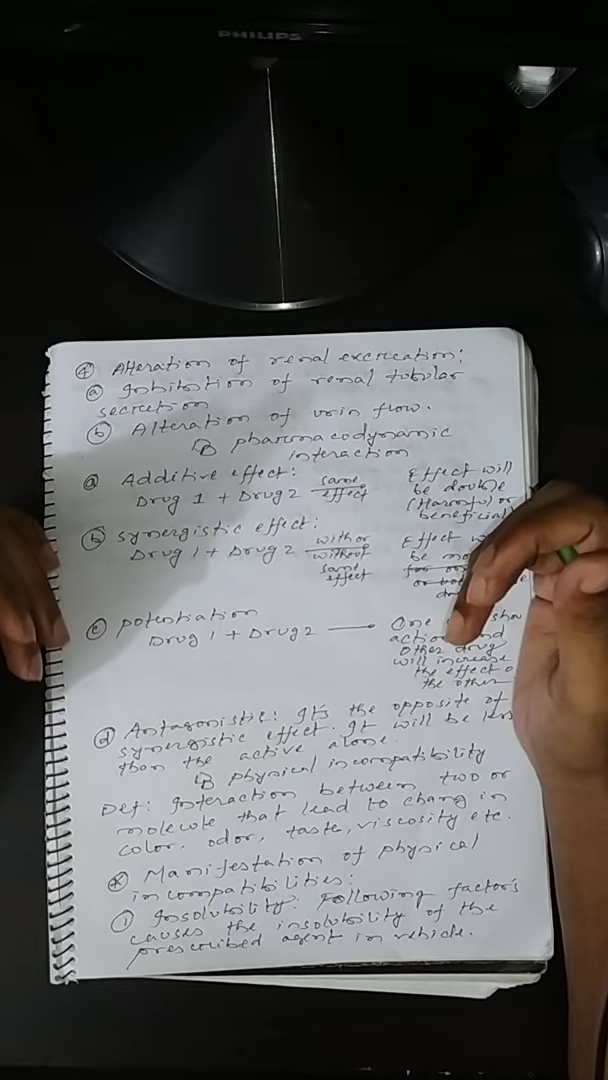 PHILIPS
④ Alteration of renal excreation:
ⓐ Inhibition of renal tubular
secretion
ⓑ Alteration of urin flow.
pharmacodynamic
interaction
ⓐ Additive effect:
Drug 1 + Drug 2 same effect
Effect will
be double
(Harmful or
beneficial)
ⓑ synergistic effect:
Drug 1 + Drug 2 with or without same effect
Effect
be
ⓒ potentiation
Drug 1 + Drug 2 →
One
action
other drug
will increase
the effect
the other
ⓓ Antagonistic: It's the opposite of
synergistic effect. It will be less
than the active alone.
physical incompatibility
Def: Interaction between two or
molecule that lead to chang in
color, odor, taste, viscosity etc.
Manifestation of physical
incompatibilities:
① Insolubility: Following factors
causes the insolubility of the
prescribed agent in vehicle.